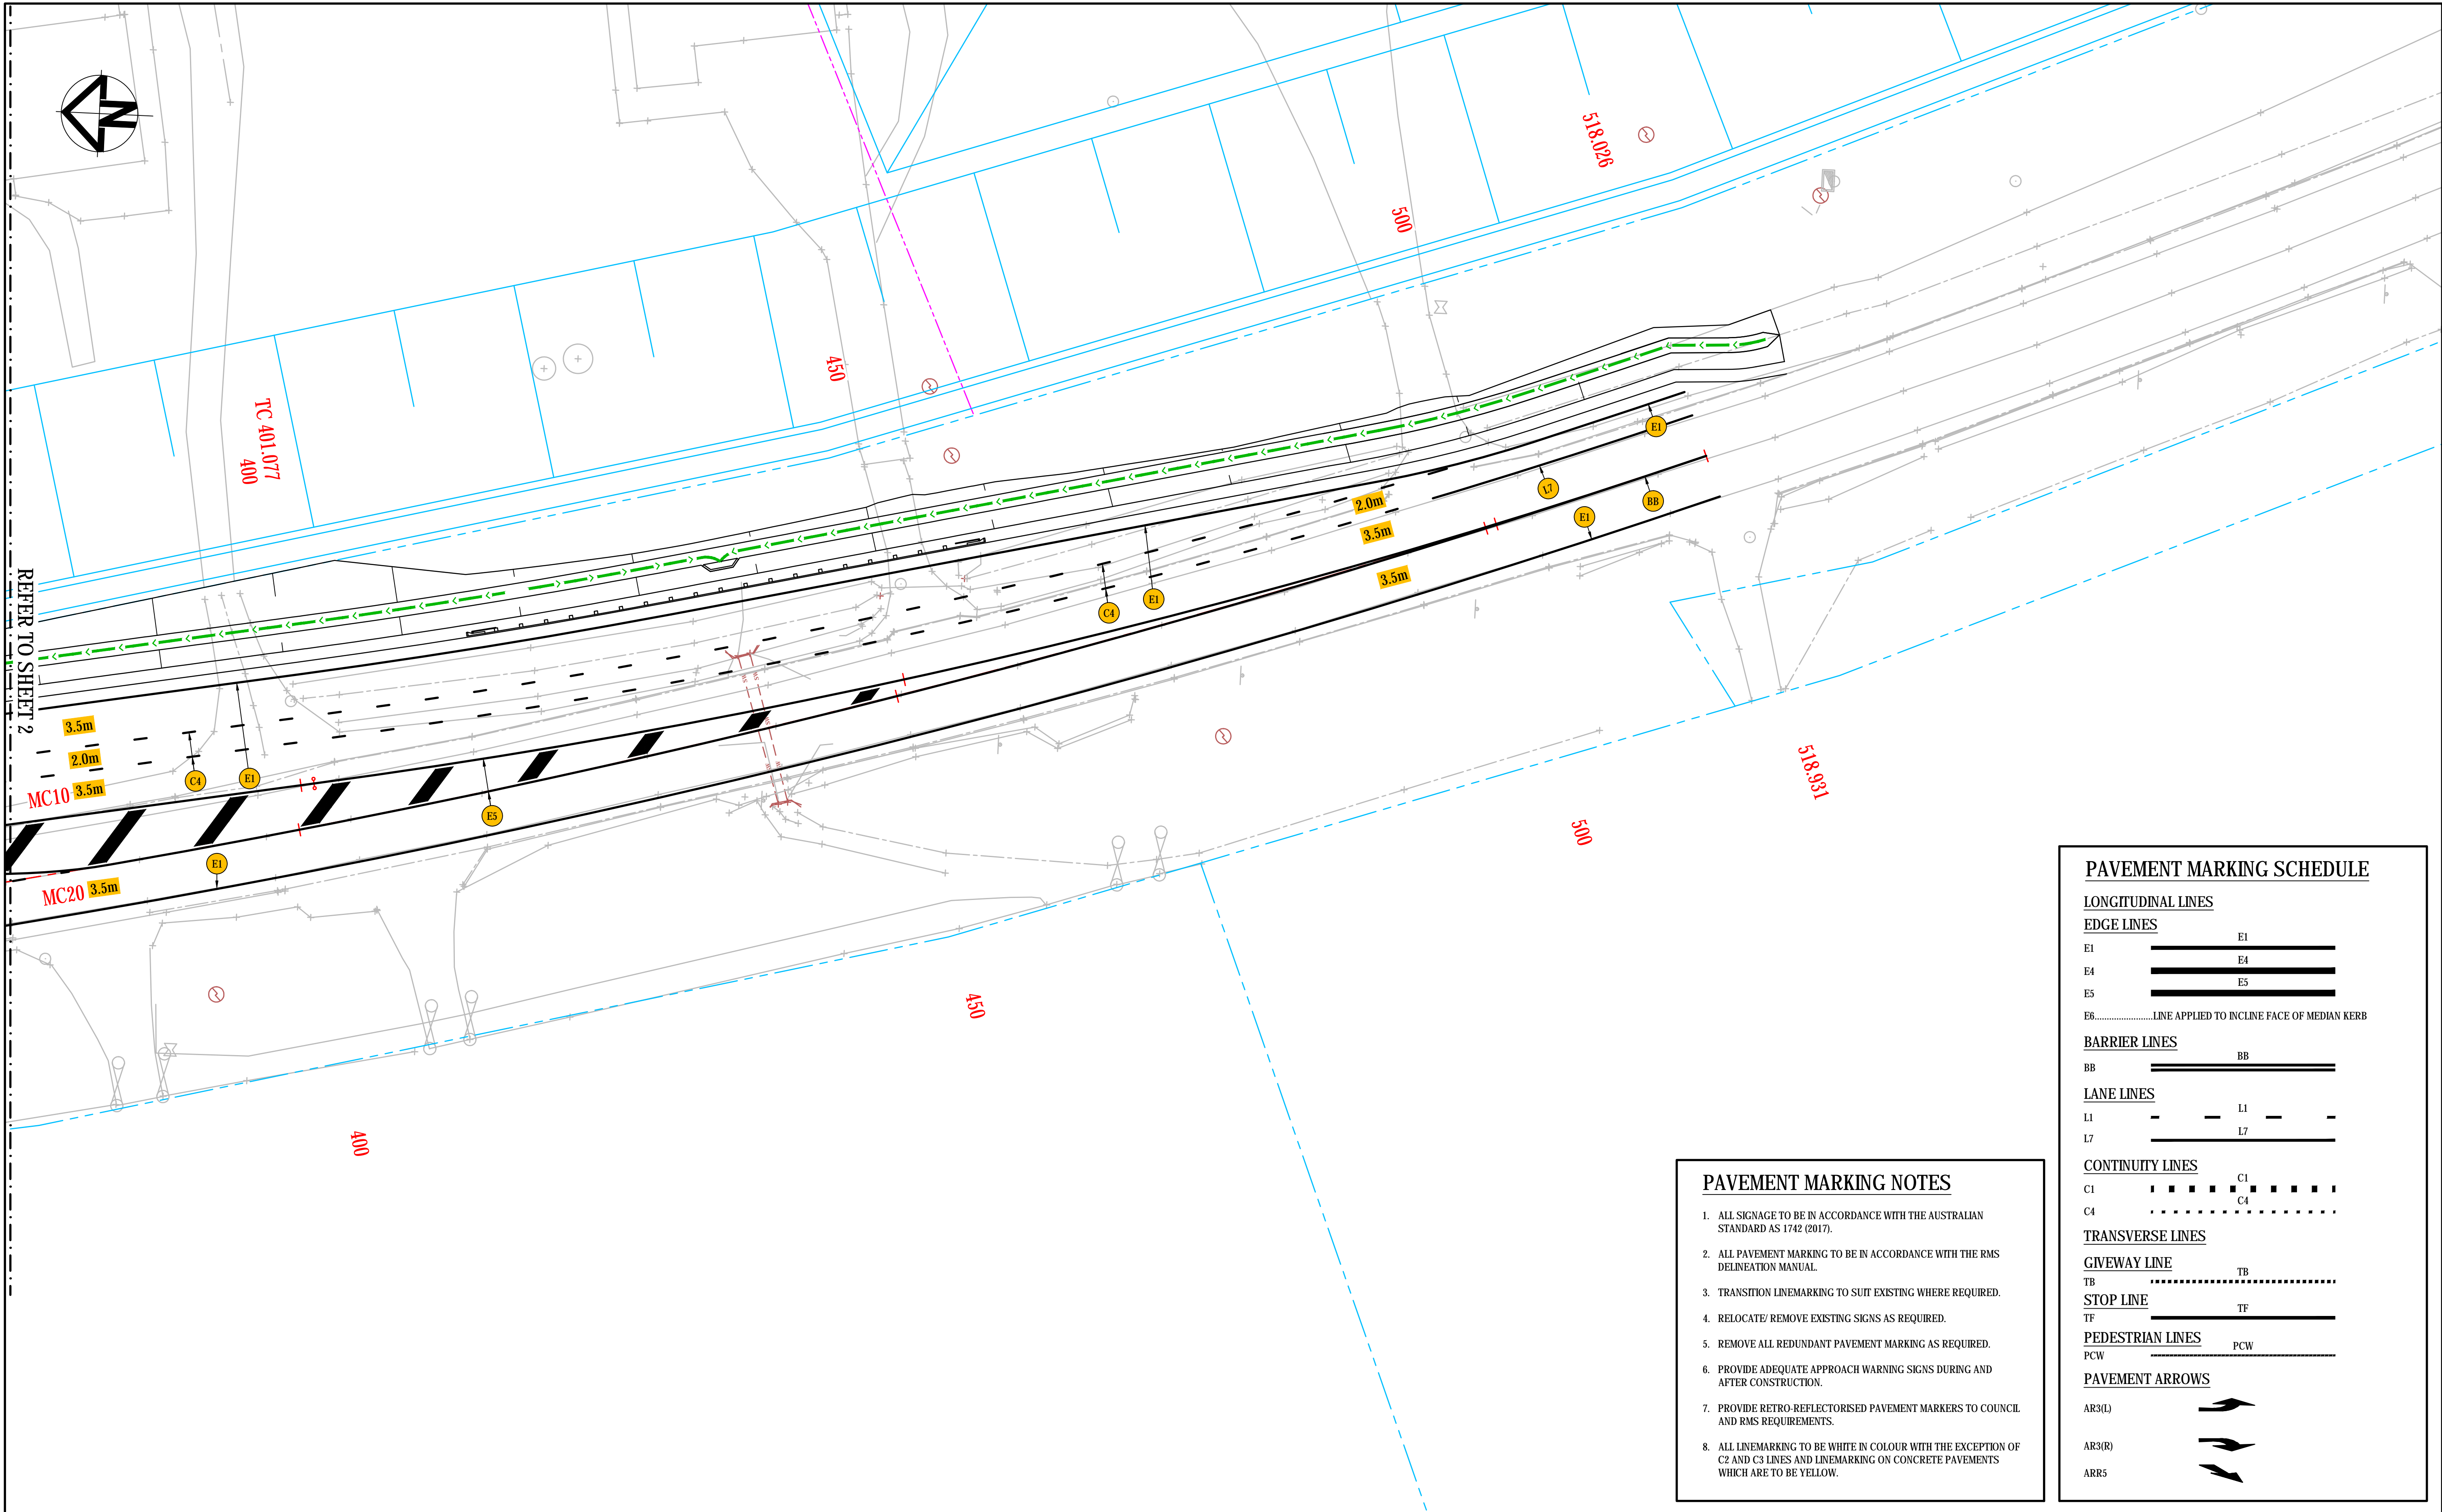 N
518.026
500
450
TC 401.077
400
REFER TO SHEET 2
E1
L7
BB
E1
2.0m
3.5m
3.5m
C4
E1
3.5m
2.0m
MC10 3.5m
C4
E1
E5
E1
MC20 3.5m
518.931
500
450
400
PAVEMENT MARKING NOTES
1. ALL SIGNAGE TO BE IN ACCORDANCE WITH THE AUSTRALIAN
STANDARD AS 1742 (2017).
2. ALL PAVEMENT MARKING TO BE IN ACCORDANCE WITH THE RMS
DELINEATION MANUAL.
3. TRANSITION LINEMARKING TO SUIT EXISTING WHERE REQUIRED.
4. RELOCATE/ REMOVE EXISTING SIGNS AS REQUIRED.
5. REMOVE ALL REDUNDANT PAVEMENT MARKING AS REQUIRED.
6. PROVIDE ADEQUATE APPROACH WARNING SIGNS DURING AND
AFTER CONSTRUCTION.
7. PROVIDE RETRO-REFLECTORISED PAVEMENT MARKERS TO COUNCIL
AND RMS REQUIREMENTS.
8. ALL LINEMARKING TO BE WHITE IN COLOUR WITH THE EXCEPTION OF
C2 AND C3 LINES AND LINEMARKING ON CONCRETE PAVEMENTS
WHICH ARE TO BE YELLOW.
PAVEMENT MARKING SCHEDULE
LONGITUDINAL LINES
EDGE LINES
E1
E1
E4
E4
E5
E5
E6........................LINE APPLIED TO INCLINE FACE OF MEDIAN KERB
BARRIER LINES
BB
BB
LANE LINES
L1
L1
L7
L7
CONTINUITY LINES
C1
C1
C4
C4
TRANSVERSE LINES
GIVEWAY LINE
TB
TB
STOP LINE
TF
TF
PEDESTRIAN LINES
PCW
PCW
PAVEMENT ARROWS
AR3(L)
AR3(R)
ARR5